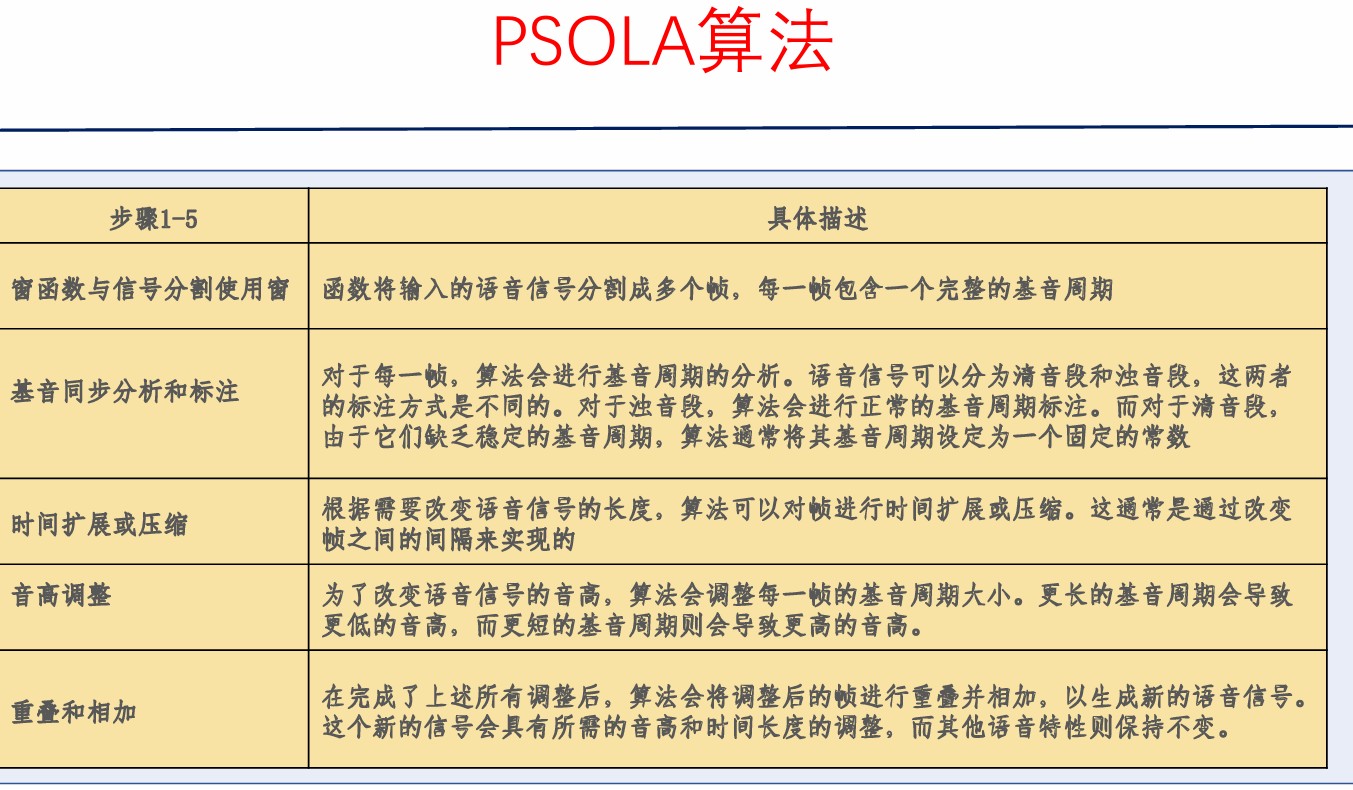 PSOLA算法
步骤1-5
具体描述
窗函数与信号分割使用窗
函数将输入的语音信号分割成多个帧，每一帧包含一个完整的基音周期
基音同步分析和标注
对于每一帧，算法会进行基音周期的分析。语音信号可以分为清音段和浊音段，这两者
的标注方式是不同的。对于浊音段，算法会进行正常的基音周期标注。而对于清音段，
由于它们缺乏稳定的基音周期，算法通常将其基音周期设定为一个固定的常数
时间扩展或压缩
根据需要改变语音信号的长度，算法可以对帧进行时间扩展或压缩。这通常是通过改变
帧之间的间隔来实现的
音高调整
为了改变语音信号的音高，算法会调整每一帧的基音周期大小。更长的基音周期会导致
更低的音高，而更短的基音周期则会导致更高的音高。
重叠和相加
在完成了上述所有调整后，算法会将调整后的帧进行重叠并相加，以生成新的语音信号。
这个新的信号会具有所需的音高和时间长度的调整，而其他语音特性则保持不变。